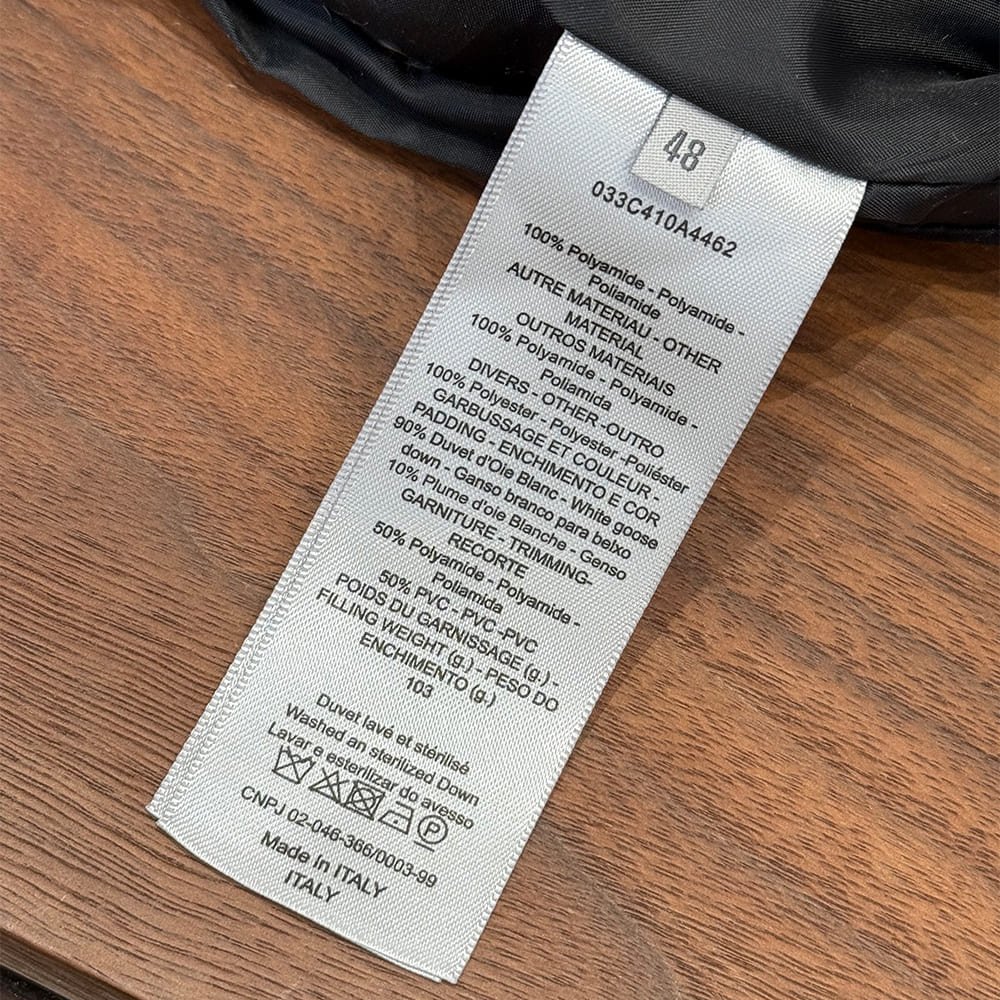 48
033C410A4462
100% Polyamide - Polyamide -
Poliamide
AUTRE MATERIAU - OTHER
MATERIAL
OUTROS MATERIAIS
100% Polyamide - Polyamide -
Poliamida
DIVERS - OTHER -OUTRO
100% Polyester - Polyester -Poliéster
GARBUSSAGE ET COULEUR -
PADDING - ENCHIMENTO E COR
90% Duvet d'Oie Blanc - White goose
down - Ganso branco para beixo
10% Plume d'oie Blanche - Genso
GARNITURE - TRIMMING-
RECORTE
50% Polyamide - Polyamide -
Poliamida
50% PVC - PVC -PVC
POIDS DU GARNISSAGE (g.) -
FILLING WEIGHT (g.) - PESO DO
ENCHIMENTO (g.)
103
Duvet lavé et stérilisé
Washed an sterilized Down
Lavar e esterilizar do avesso
P
CNPJ 02-046-366/0003-99
Made in ITALY
ITALY